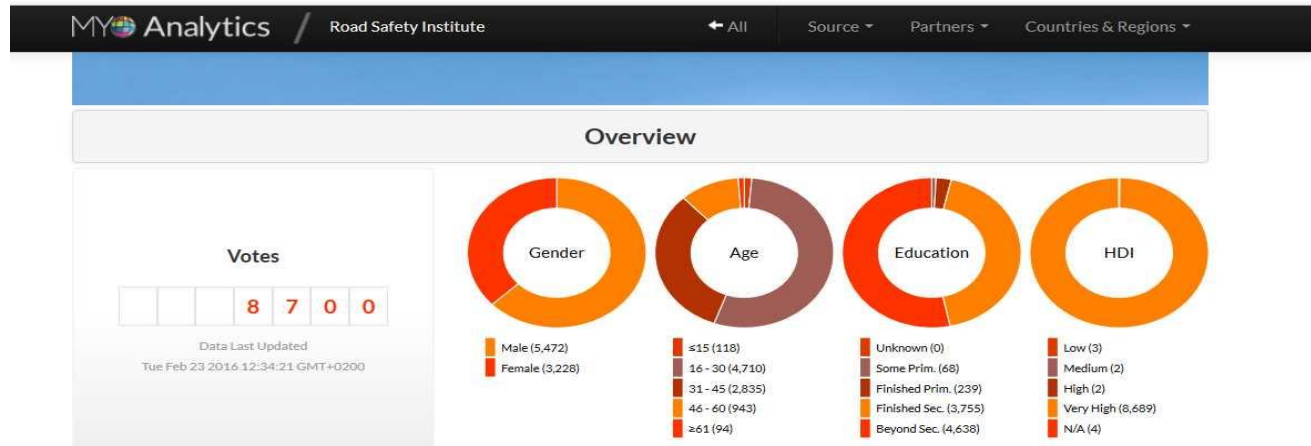 MY Analytics / Road Safety Institute All Source Partners Countries & Regions
Overview
Votes
8 7 0 0
Data Last Updated
Tue Feb 23 2016 12:34:21 GMT+0200
Gender
Male (5,472)
Female (3,228)
Age
≤15 (118)
16 - 30 (4,710)
31 - 45 (2,835)
46 - 60 (943)
≥61 (94)
Education
Unknown (0)
Some Prim. (68)
Finished Prim. (239)
Finished Sec. (3,755)
Beyond Sec. (4,638)
HDI
Low (3)
Medium (2)
High (2)
Very High (8,689)
N/A (4)